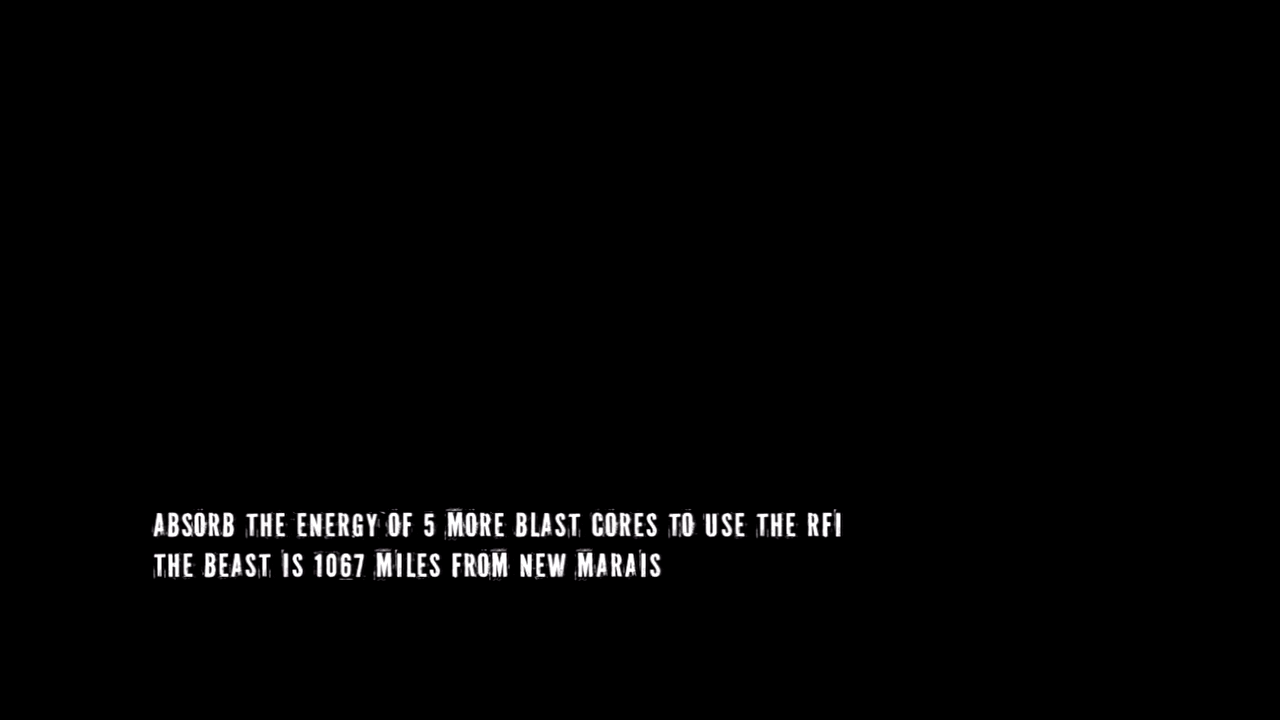 ABSORB THE ENERGY OF 5 MORE BLAST CORES TO USE THE RFI
THE BEAST IS 1067 MILES FROM NEW MARAIS